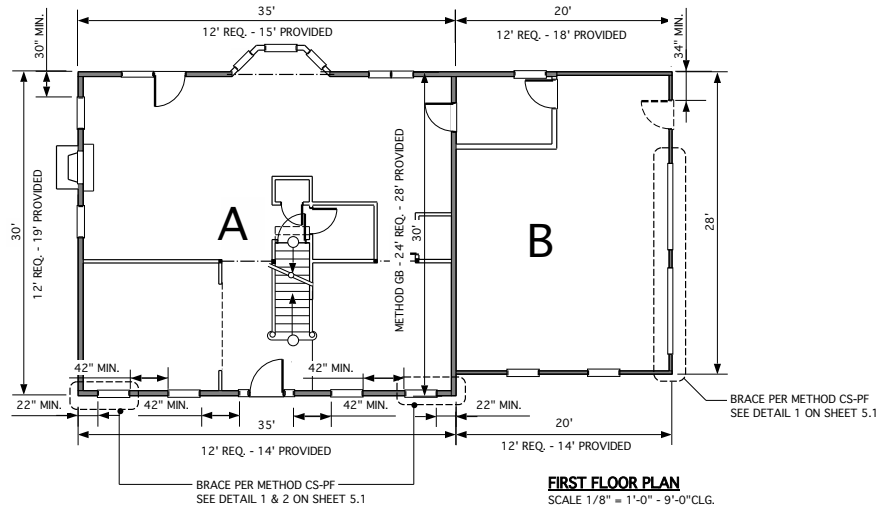 35'
20'
12' REQ. - 15' PROVIDED
12' REQ. - 18' PROVIDED
30" MIN.
34" MIN.
30'
12' REQ. - 19' PROVIDED
A
METHOD GB - 24' REQ. - 28' PROVIDED
30'
B
28'
42" MIN.
42" MIN.
22" MIN.
42" MIN.
42" MIN.
22" MIN.
BRACE PER METHOD CS-PF
SEE DETAIL 1 ON SHEET 5.1
35'
20'
12' REQ. - 14' PROVIDED
12' REQ. - 14' PROVIDED
BRACE PER METHOD CS-PF
SEE DETAIL 1 & 2 ON SHEET 5.1
FIRST FLOOR PLAN
SCALE 1/8" = 1'-0" - 9'-0"CLG.